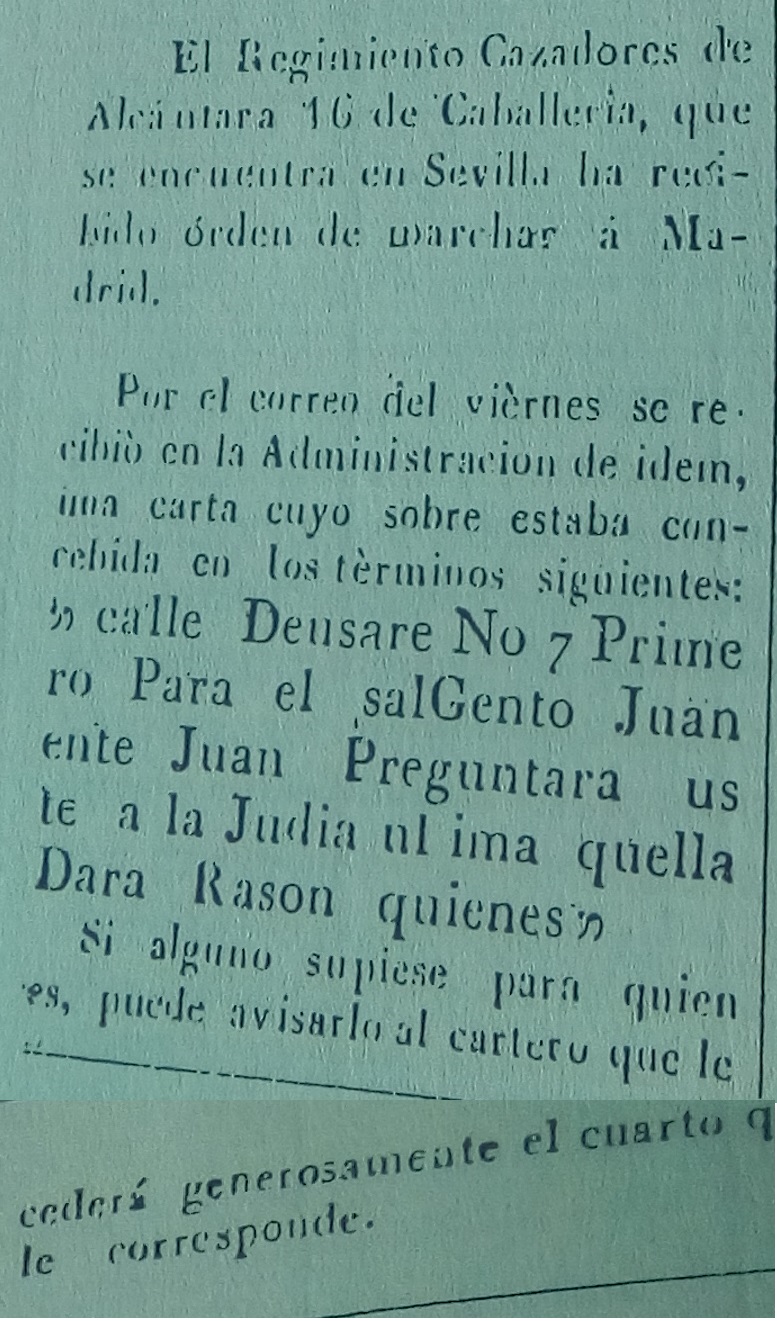 El Regimiento Cazadores de
Alcántara 16 de Caballeria, que
se encuentra en Sevilla ha reci-
bido órden de marchar á Ma-
drid.
Por el correo del vièrnes se re-
cibiò en la Administracion de idem,
una carta cuyo sobre estaba con-
cebida en los tèrminos siguientes:
» calle Deusare No 7 Prime
ro Para el salGento Juan
ente Juan Preguntara us
te a la Judia ul ima quella
Dara Rason quienes»
Si alguno supiese para quien
es, puede avisarlo al cartero que le
cederá generosamente el cuarto q
le corresponde.